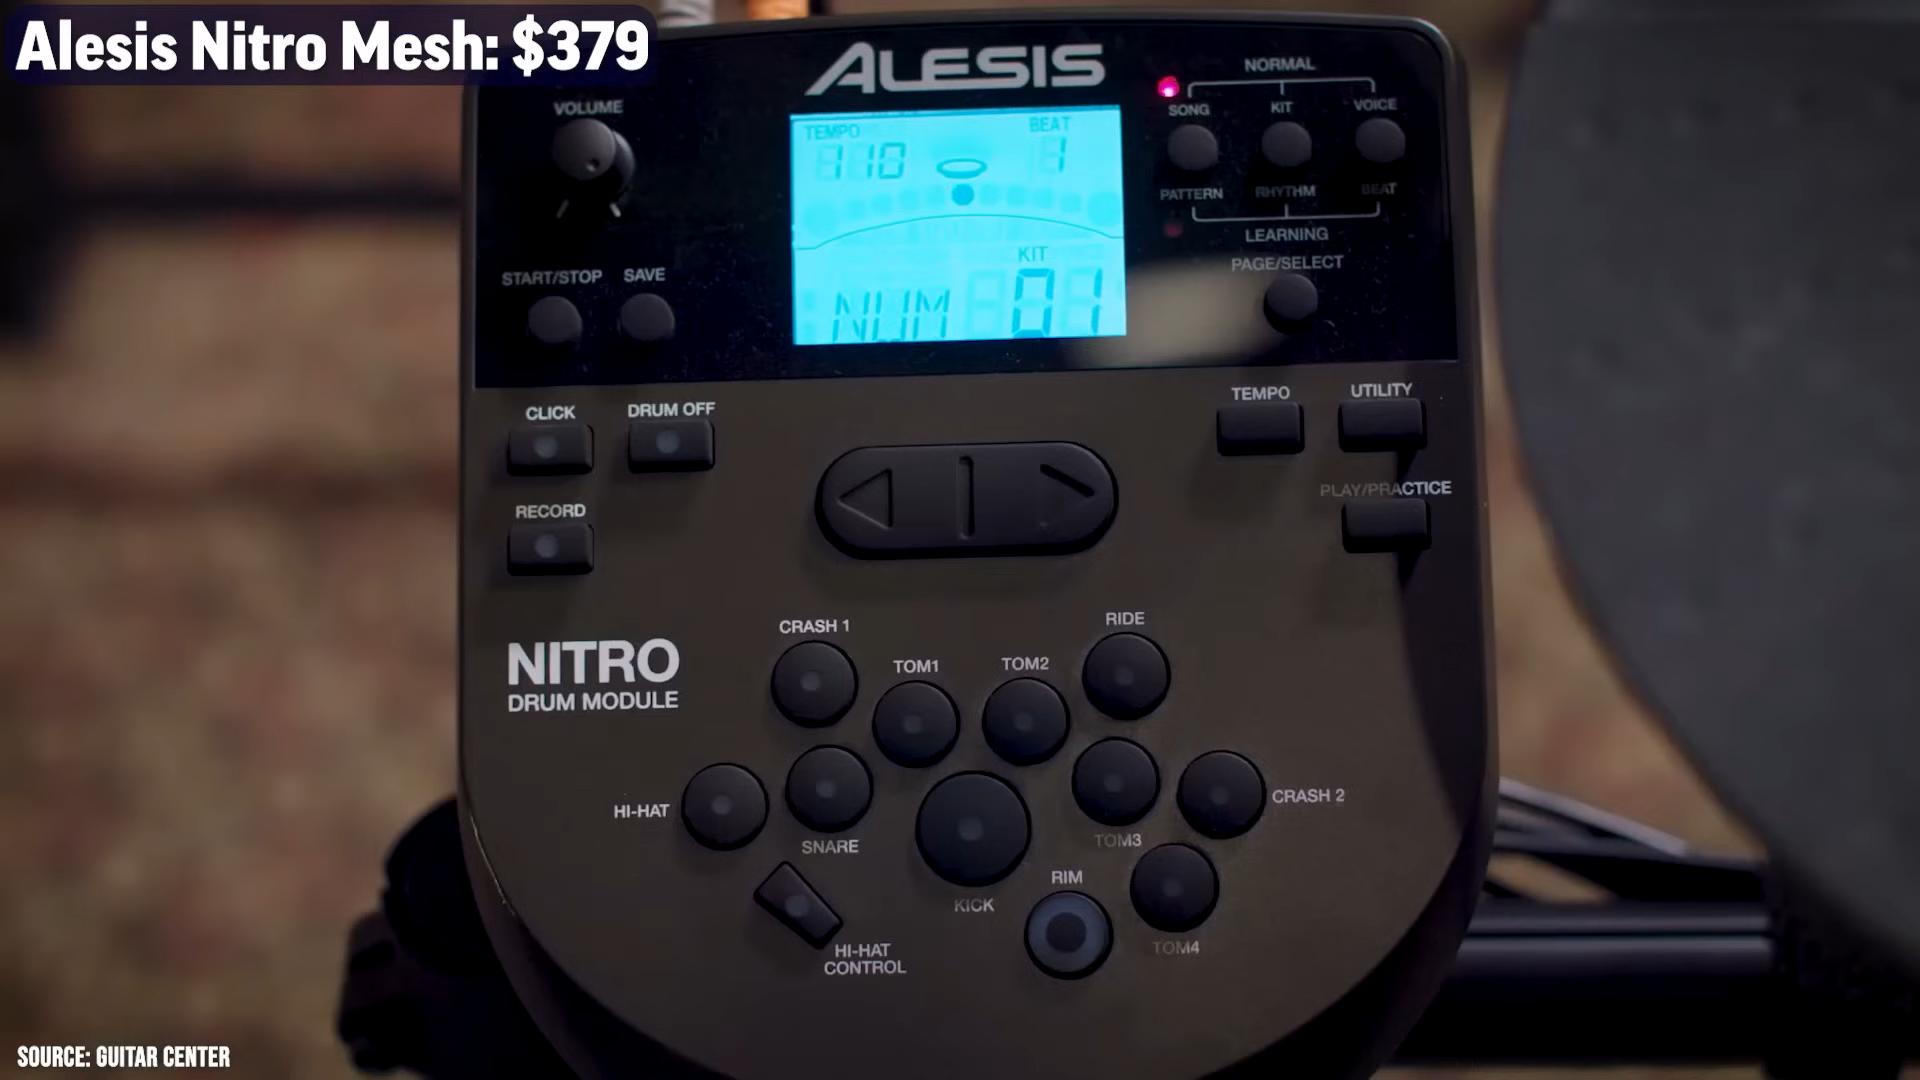 Alesis Nitro Mesh: $379
ALESIS
VOLUME
NORMAL
SONG KIT VOICE
PATTERN RHYTHM BEAT
LEARNING
TEMPO BEAT
110 1
KIT
NUM 01
START/STOP SAVE
PAGE/SELECT
CLICK DRUM OFF
TEMPO UTILITY
RECORD
PLAY/PRACTICE
NITRO
DRUM MODULE
CRASH 1
TOM1
TOM2
RIDE
HI-HAT
SNARE
KICK
TOM3
CRASH 2
RIM
TOM4
HI-HAT
CONTROL
SOURCE: GUITAR CENTER